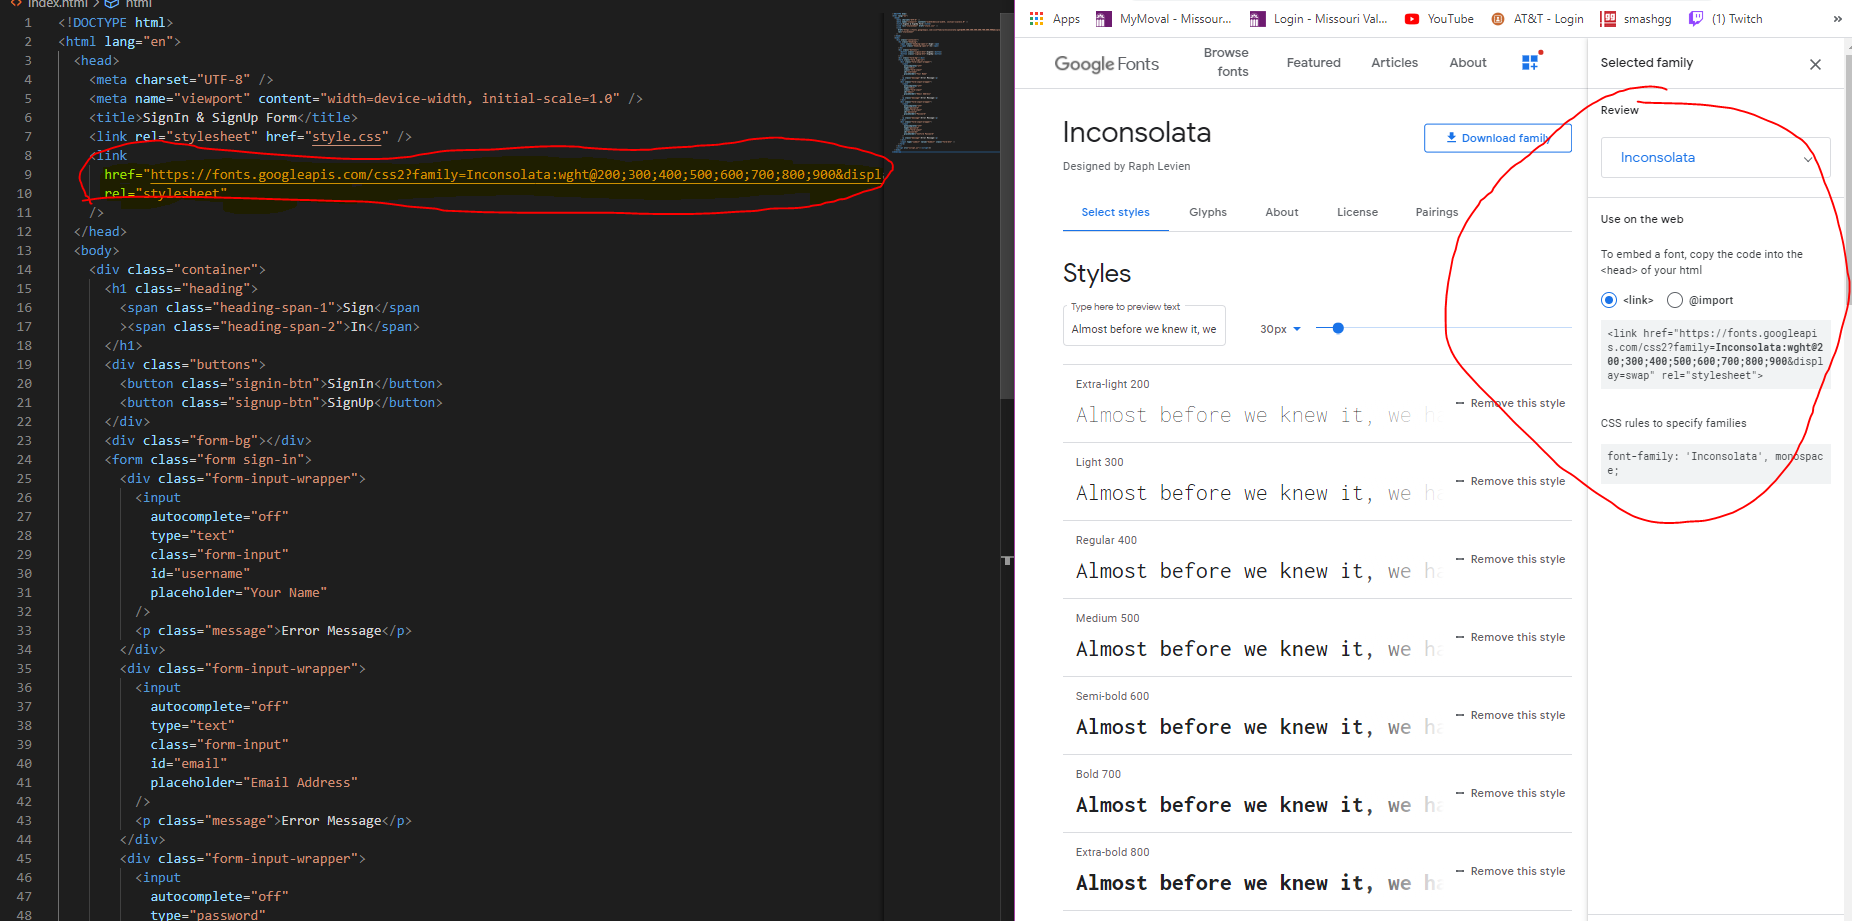 index.html > html
1 <!DOCTYPE html>
2 <html lang="en">
3 <head>
4 <meta charset="UTF-8" />
5 <meta name="viewport" content="width=device-width, initial-scale=1.0" />
6 <title>SignIn & SignUp Form</title>
7 <link rel="stylesheet" href="style.css" />
8 <link
9 href="https://fonts.googleapis.com/css2?family=Inconsolata:wght@200;300;400;500;600;700;800;900&displ
10 rel="stylesheet"
11 />
12 </head>
13 <body>
14 <div class="container">
15 <h1 class="heading">
16 <span class="heading-span-1">Sign</span
17 ><span class="heading-span-2">In</span>
18 </h1>
19 <div class="buttons">
20 <button class="signin-btn">SignIn</button>
21 <button class="signup-btn">SignUp</button>
22 </div>
23 <div class="form-bg"></div>
24 <form class="form sign-in">
25 <div class="form-input-wrapper">
26 <input
27 autocomplete="off"
28 type="text"
29 class="form-input"
30 id="username"
31 placeholder="Your Name"
32 />
33 <p class="message">Error Message</p>
34 </div>
35 <div class="form-input-wrapper">
36 <input
37 autocomplete="off"
38 type="text"
39 class="form-input"
40 id="email"
41 placeholder="Email Address"
42 />
43 <p class="message">Error Message</p>
44 </div>
45 <div class="form-input-wrapper">
46 <input
47 autocomplete="off"
48 type="password"
Apps MyMoval - Missour... Login - Missouri Val... YouTube AT&T - Login smashgg (1) Twitch »
Google Fonts Browse fonts Featured Articles About
Inconsolata
Download family
Designed by Raph Levien
Select styles Glyphs About License Pairings
Styles
Type here to preview text
Almost before we knew it, we
30px
Extra-light 200
Almost before we knew it, we ha
Remove this style
Light 300
Almost before we knew it, we ha
Remove this style
Regular 400
Almost before we knew it, we ha
Remove this style
Medium 500
Almost before we knew it, we ha
Remove this style
Semi-bold 600
Almost before we knew it, we ha
Remove this style
Bold 700
Almost before we knew it, we ha
Remove this style
Extra-bold 800
Almost before we knew it, we ha
Remove this style
Selected family
Review
Inconsolata
Use on the web
To embed a font, copy the code into the
<head> of your html
<link> @import
<link href="https://fonts.googleapi
s.com/css2?family=Inconsolata:wght@2
00;300;400;500;600;700;800;900&displ
ay=swap" rel="stylesheet">
CSS rules to specify families
font-family: 'Inconsolata', monospac
e;